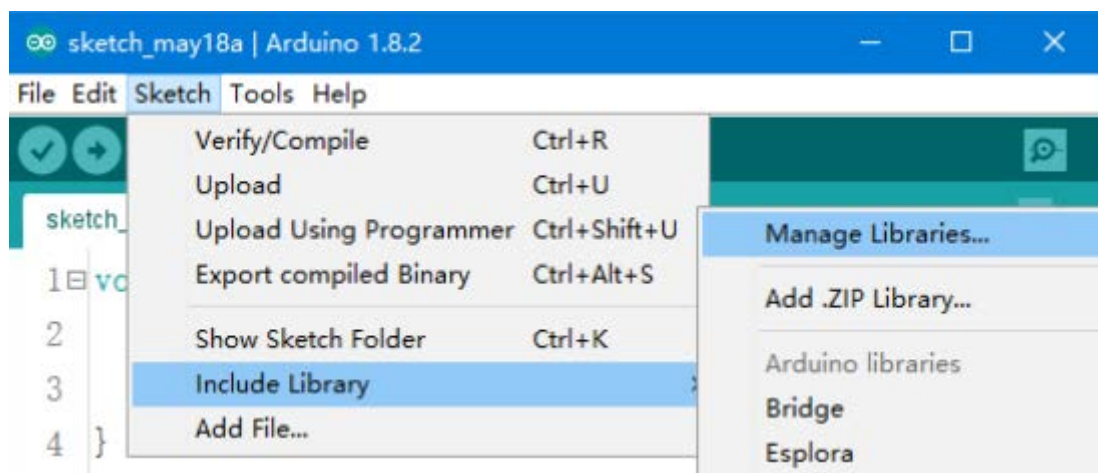 sketch_may18a | Arduino 1.8.2
File Edit Sketch Tools Help
Verify/Compile Ctrl+R
Upload Ctrl+U
sketch_
Upload Using Programmer Ctrl+Shift+U
Manage Libraries...
1 vo
Export compiled Binary Ctrl+Alt+S
Add .ZIP Library...
2
Show Sketch Folder Ctrl+K
Arduino libraries
3
Include Library
Bridge
4 }
Add File...
Esplora